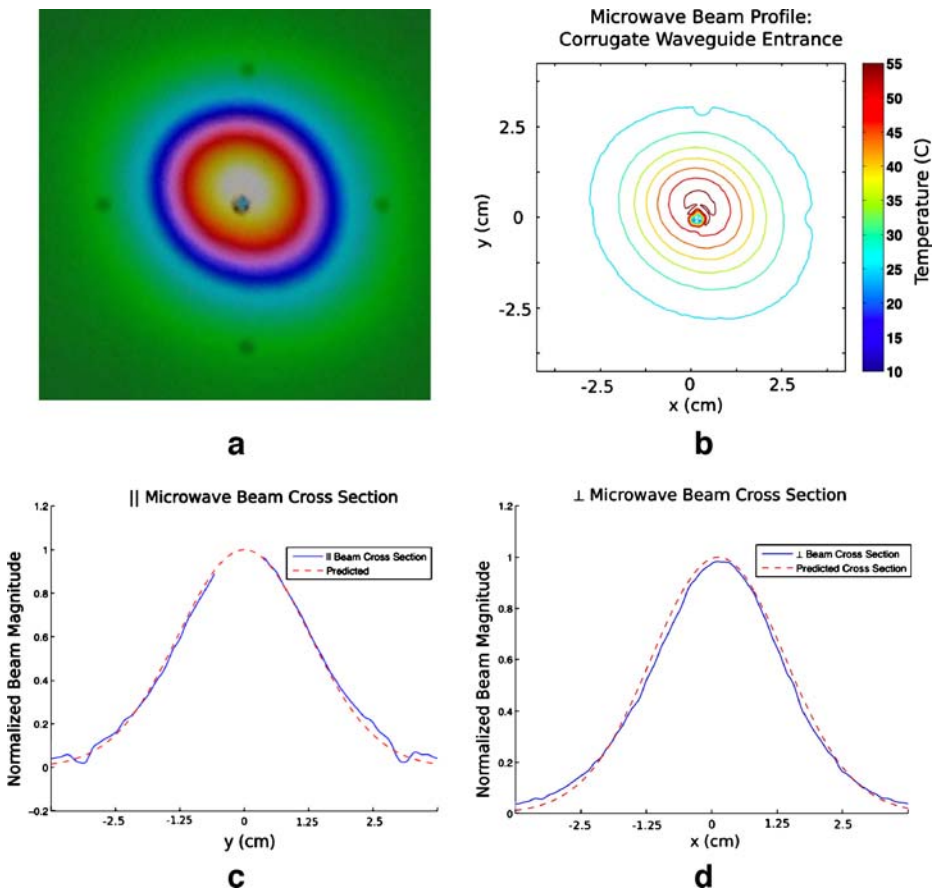 a
Microwave Beam Profile:
Corrugate Waveguide Entrance
y (cm)
2.5
0
-2.5
-2.5
0
2.5
x (cm)
55
50
45
40
35
30
25
20
15
10
Temperature (C)
b
|| Microwave Beam Cross Section
Normalized Beam Magnitude
1.2
1
0.8
0.6
0.4
0.2
0
-0.2
|| Beam Cross Section
Predicted
-2.5
-1.25
0
1.25
2.5
y (cm)
c
⊥ Microwave Beam Cross Section
Normalized Beam Magnitude
1.2
1
0.8
0.6
0.4
0.2
0
⊥ Beam Cross Section
Predicted Cross Section
-2.5
-1.25
0
1.25
2.5
x (cm)
d